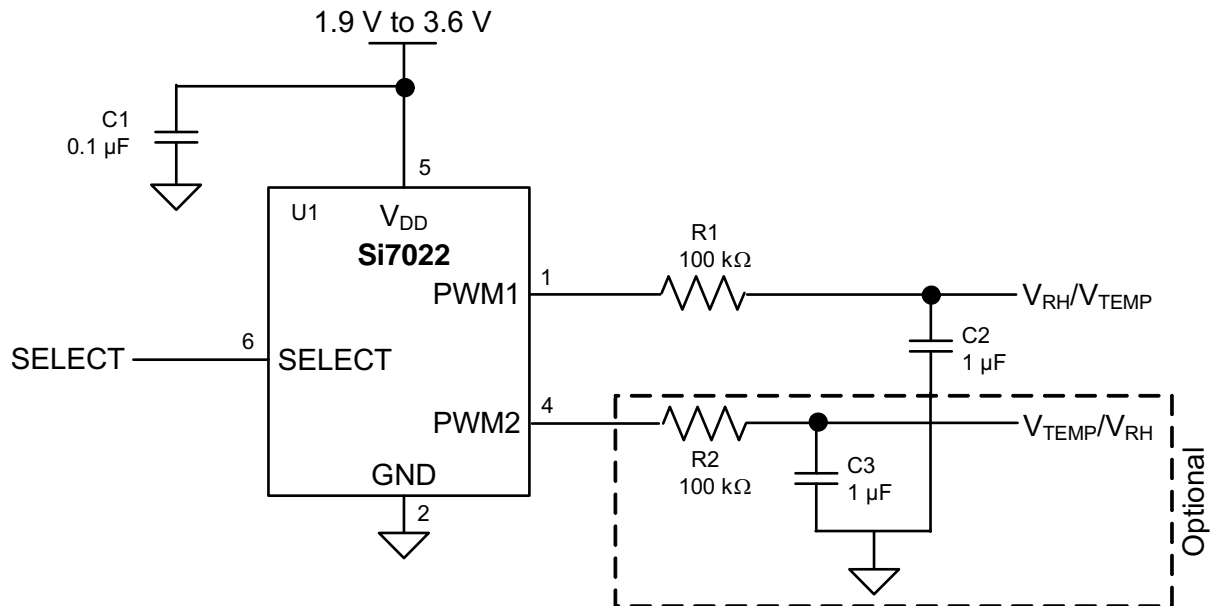 1.9 V to 3.6 V
C1
0.1 µF
5
U1
VDD
Si7022
R1
100 kΩ
PWM1
1
VRH/VTEMP
C2
1 µF
SELECT
6
SELECT
PWM2
4
VTEMP/VRH
R2
100 kΩ
C3
1 µF
GND
2
Optional